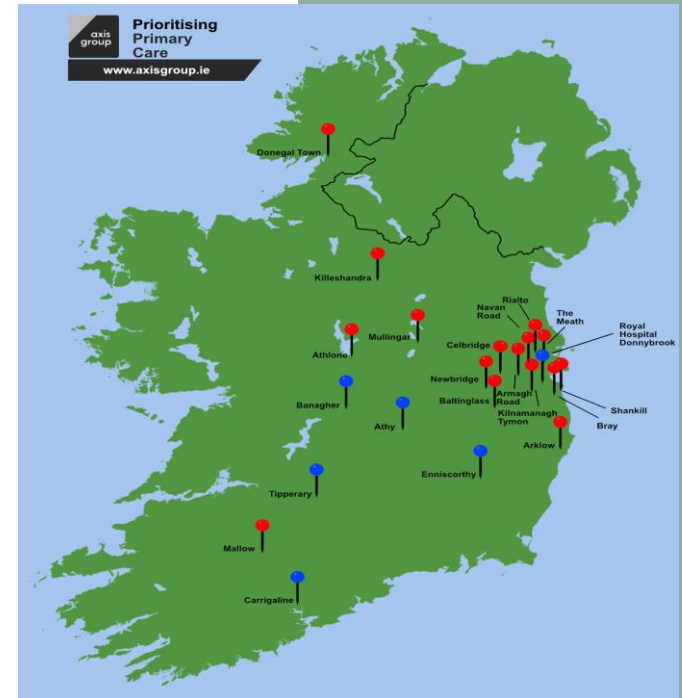 axis
group
Prioritising
Primary
Care
www.axisgroup.ie
Donegal Town
Killeshandra
Rialto
Navan
Road
The
Meath
Royal
Hospital
Donnybrook
Mullingar
Athlone
Celbridge
Newbridge
Banagher
Baltinglass
Armagh
Road
Kilnamanagh
Tymon
Shankill
Bray
Athy
Arklow
Enniscorthy
Tipperary
Mallow
Carrigaline